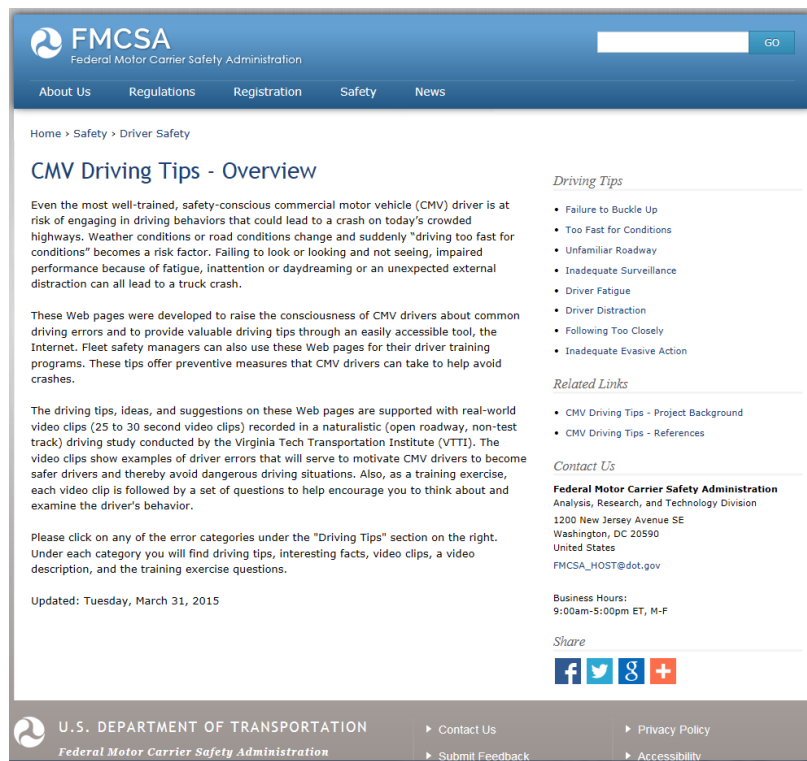 FMCSA
Federal Motor Carrier Safety Administration
GO
About Us Regulations Registration Safety News
Home › Safety › Driver Safety
CMV Driving Tips - Overview
Even the most well-trained, safety-conscious commercial motor vehicle (CMV) driver is at
risk of engaging in driving behaviors that could lead to a crash on today's crowded
highways. Weather conditions or road conditions change and suddenly "driving too fast for
conditions" becomes a risk factor. Failing to look or looking and not seeing, impaired
performance because of fatigue, inattention or daydreaming or an unexpected external
distraction can all lead to a truck crash.
These Web pages were developed to raise the consciousness of CMV drivers about common
driving errors and to provide valuable driving tips through an easily accessible tool, the
Internet. Fleet safety managers can also use these Web pages for their driver training
programs. These tips offer preventive measures that CMV drivers can take to help avoid
crashes.
The driving tips, ideas, and suggestions on these Web pages are supported with real-world
video clips (25 to 30 second video clips) recorded in a naturalistic (open roadway, non-test
track) driving study conducted by the Virginia Tech Transportation Institute (VTTI). The
video clips show examples of driver errors that will serve to motivate CMV drivers to become
safer drivers and thereby avoid dangerous driving situations. Also, as a training exercise,
each video clip is followed by a set of questions to help encourage you to think about and
examine the driver's behavior.
Please click on any of the error categories under the "Driving Tips" section on the right.
Under each category you will find driving tips, interesting facts, video clips, a video
description, and the training exercise questions.
Updated: Tuesday, March 31, 2015
Driving Tips
• Failure to Buckle Up
• Too Fast for Conditions
• Unfamiliar Roadway
• Inadequate Surveillance
• Driver Fatigue
• Driver Distraction
• Following Too Closely
• Inadequate Evasive Action
Related Links
• CMV Driving Tips - Project Background
• CMV Driving Tips - References
Contact Us
Federal Motor Carrier Safety Administration
Analysis, Research, and Technology Division
1200 New Jersey Avenue SE
Washington, DC 20590
United States
FMCSA_HOST@dot.gov
Business Hours:
9:00am-5:00pm ET, M-F
Share
U.S. DEPARTMENT OF TRANSPORTATION
Federal Motor Carrier Safety Administration
Contact Us
Submit Feedback
Privacy Policy
Accessibility